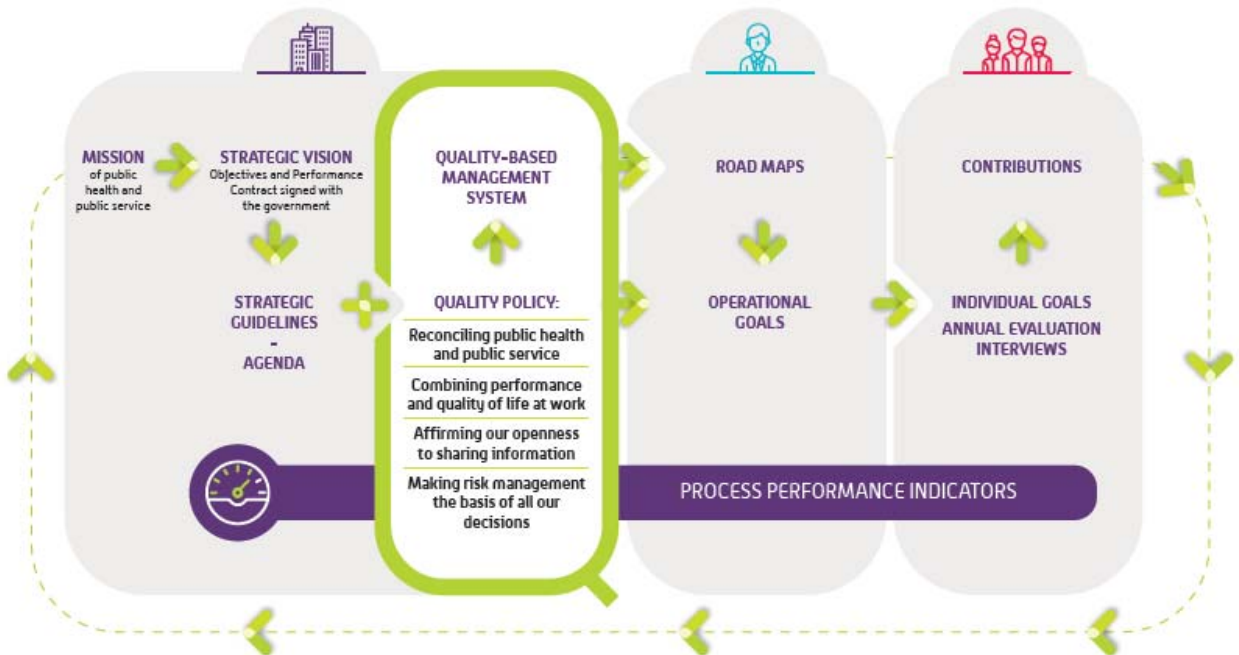 MISSION
of public
health and
public service
STRATEGIC VISION
Objectives and Performance
Contract signed with
the government
STRATEGIC
GUIDELINES
-
AGENDA
QUALITY-BASED
MANAGEMENT
SYSTEM
QUALITY POLICY:
Reconciling public health
and public service
Combining performance
and quality of life at work
Affirming our openness
to sharing information
Making risk management
the basis of all our
decisions
ROAD MAPS
OPERATIONAL
GOALS
CONTRIBUTIONS
INDIVIDUAL GOALS
ANNUAL EVALUATION
INTERVIEWS
PROCESS PERFORMANCE INDICATORS